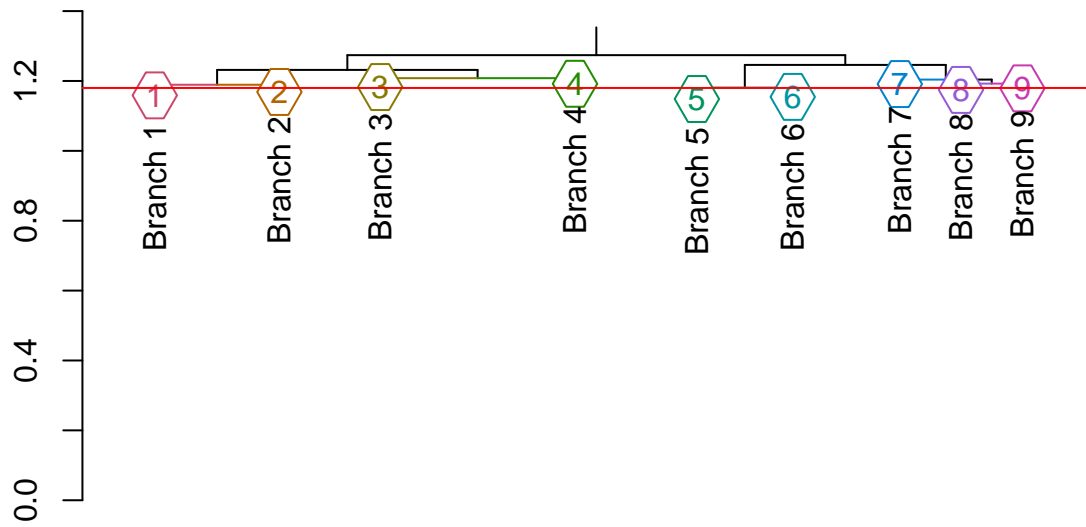 1.2
0.8
0.4
0.0
1
2
3
4
5
6
7
8
9
Branch 1
Branch 2
Branch 3
Branch 4
Branch 5
Branch 6
Branch 7
Branch 8
Branch 9